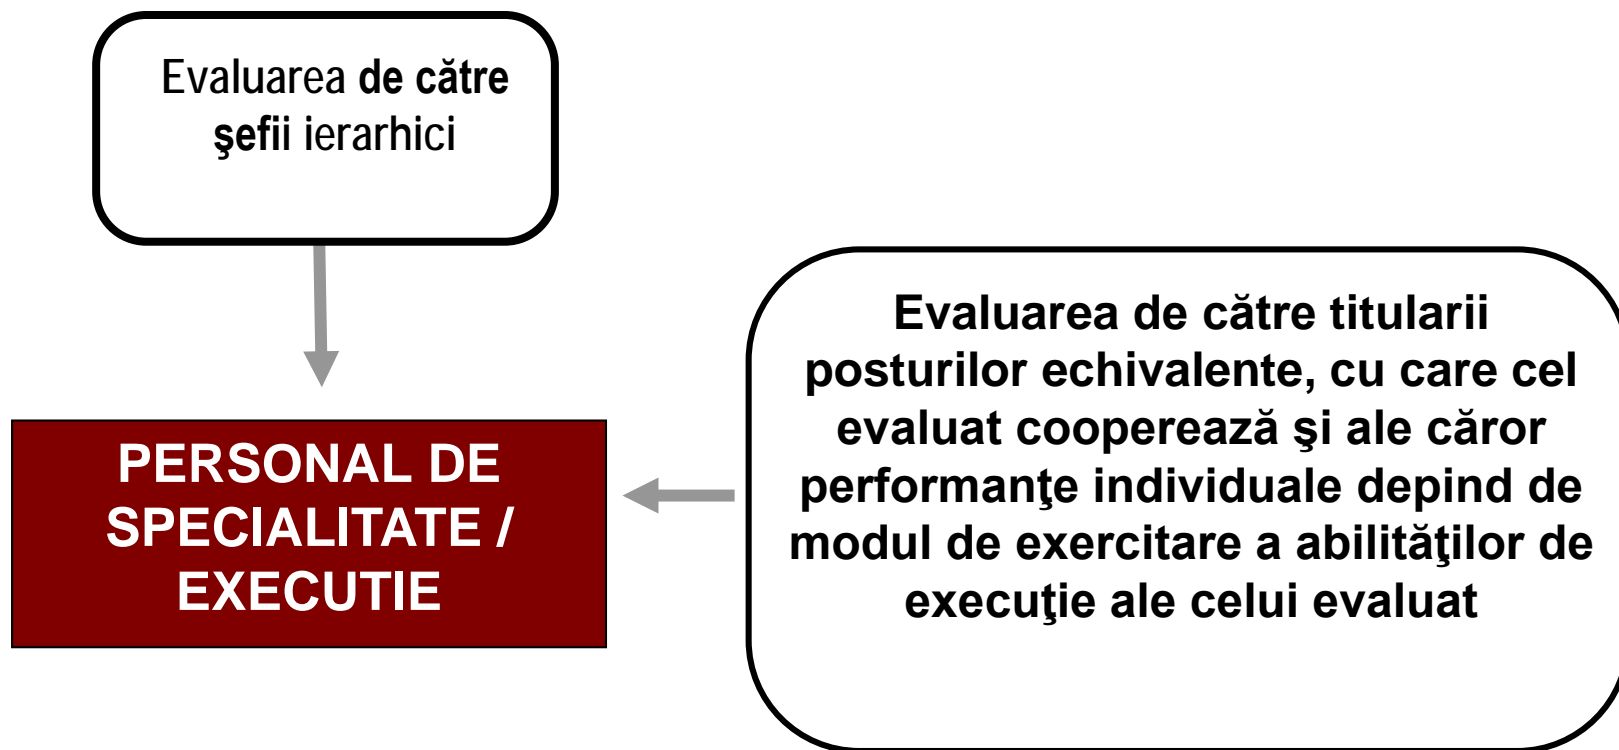 Evaluarea de către
şefii ierarhici
PERSONAL DE
SPECIALITATE /
EXECUTIE
Evaluarea de către titularii
posturilor echivalente, cu care cel
evaluat cooperează şi ale căror
performanţe individuale depind de
modul de exercitare a abilităţilor de
execuţie ale celui evaluat